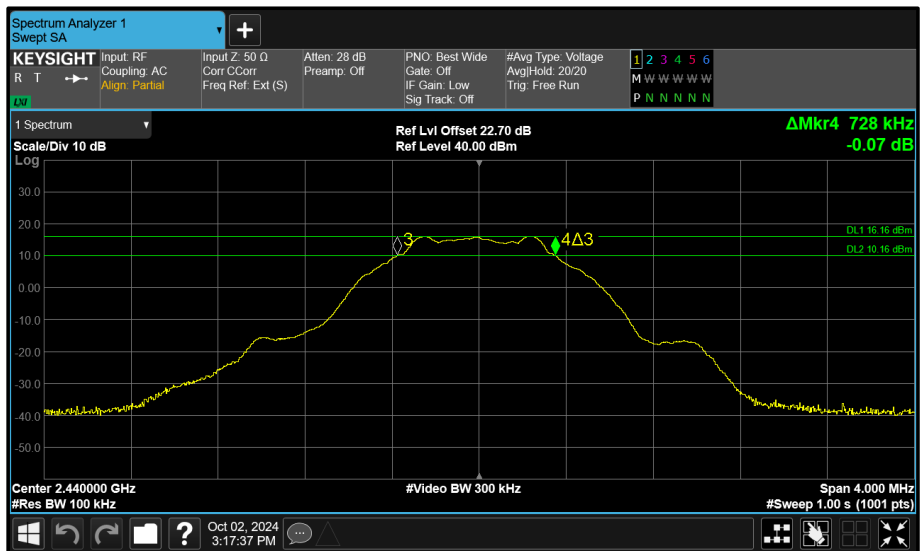 Spectrum Analyzer 1
Swept SA
+
KEYSIGHT
R T
LXI
Input: RF
Coupling: AC
Align: Partial
Input Z: 50 Ω
Corr CCorr
Freq Ref: Ext (S)
Atten: 28 dB
Preamp: Off
PNO: Best Wide
Gate: Off
IF Gain: Low
Sig Track: Off
#Avg Type: Voltage
Avg|Hold: 20/20
Trig: Free Run
1 2 3 4 5 6
M W W W W W
P N N N N N
1 Spectrum
Scale/Div 10 dB
Ref Lvl Offset 22.70 dB
Ref Level 40.00 dBm
ΔMkr4 728 kHz
-0.07 dB
Log
30.0
20.0
10.0
0.00
-10.0
-20.0
-30.0
-40.0
-50.0
3
4Δ3
DL1 16.16 dBm
DL2 10.16 dBm
Center 2.440000 GHz
#Video BW 300 kHz
Span 4.000 MHz
#Res BW 100 kHz
#Sweep 1.00 s (1001 pts)
?
Oct 02, 2024
3:17:37 PM